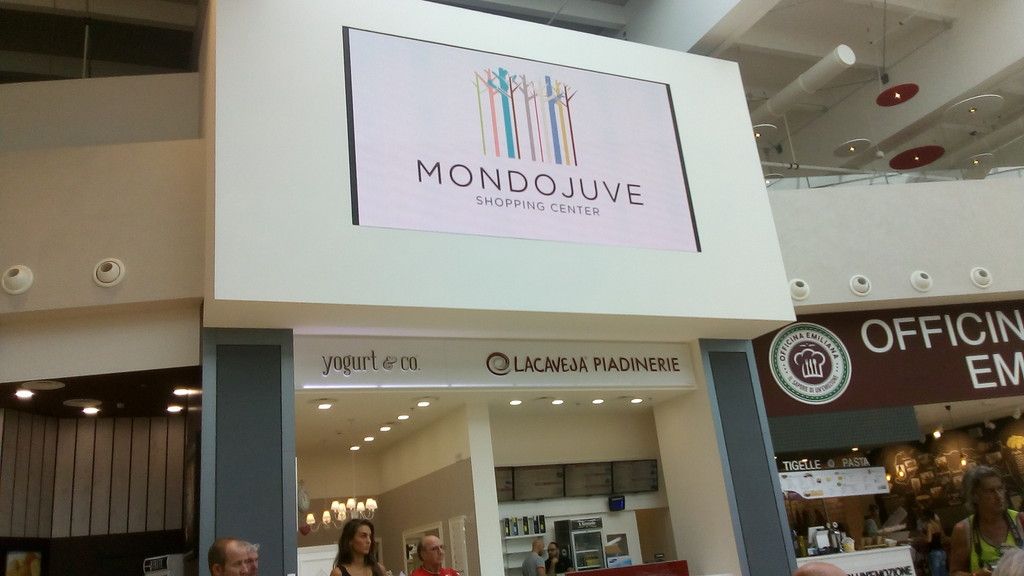 MONDOJUVE
SHOPPING CENTER
yogurt & co.
LACAVEJA PIADINERIE
OFFICINA EMILIANA
OFFICIN
EM
TIGELLE PASTA